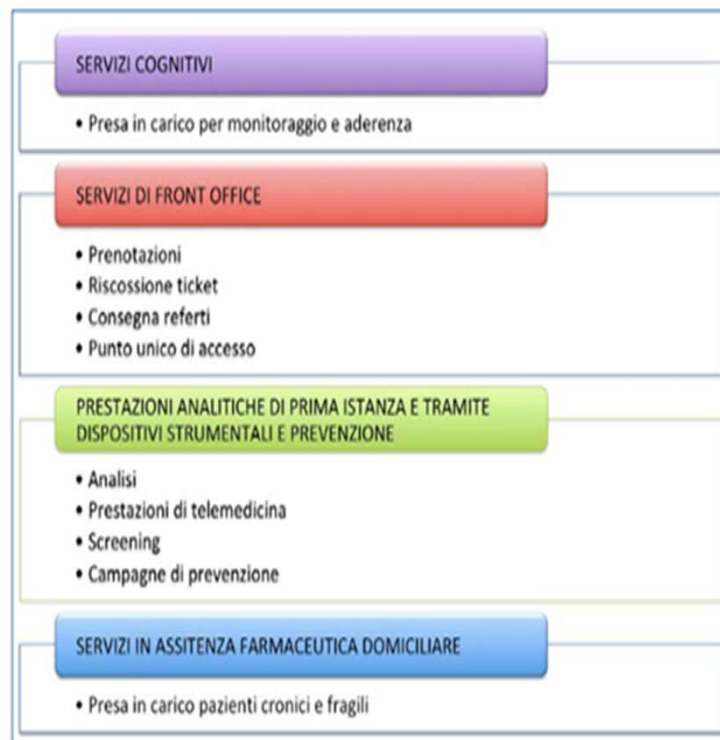 SERVIZI COGNITIVI
• Presa in carico per monitoraggio e aderenza
SERVIZI DI FRONT OFFICE
• Prenotazioni
• Riscossione ticket
• Consegna referti
• Punto unico di accesso
PRESTAZIONI ANALITICHE DI PRIMA ISTANZA E TRAMITE
DISPOSITIVI STRUMENTALI E PREVENZIONE
• Analisi
• Prestazioni di telemedicina
• Screening
• Campagne di prevenzione
SERVIZI IN ASSITENZA FARMACEUTICA DOMICILIARE
• Presa in carico pazienti cronici e fragili